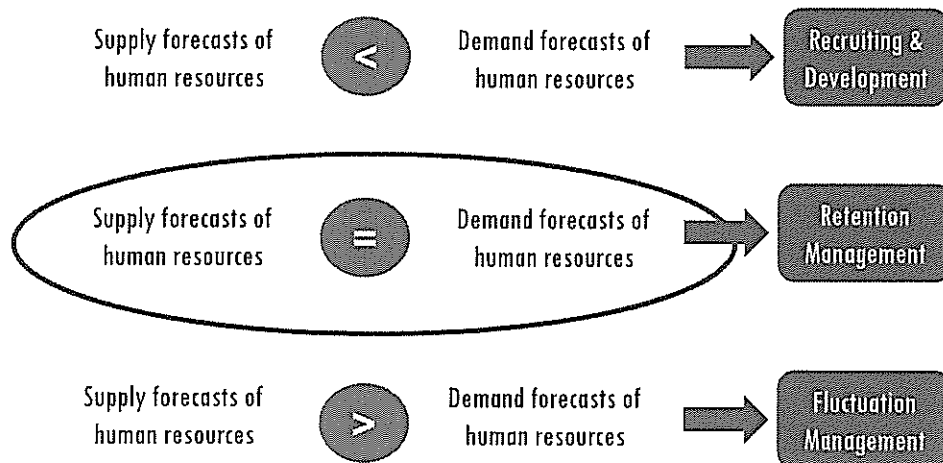 Supply forecasts of
human resources
<
Demand forecasts of
human resources
Recruiting &
Development
Supply forecasts of
human resources
=
Demand forecasts of
human resources
Retention
Management
Supply forecasts of
human resources
>
Demand forecasts of
human resources
Fluctuation
Management